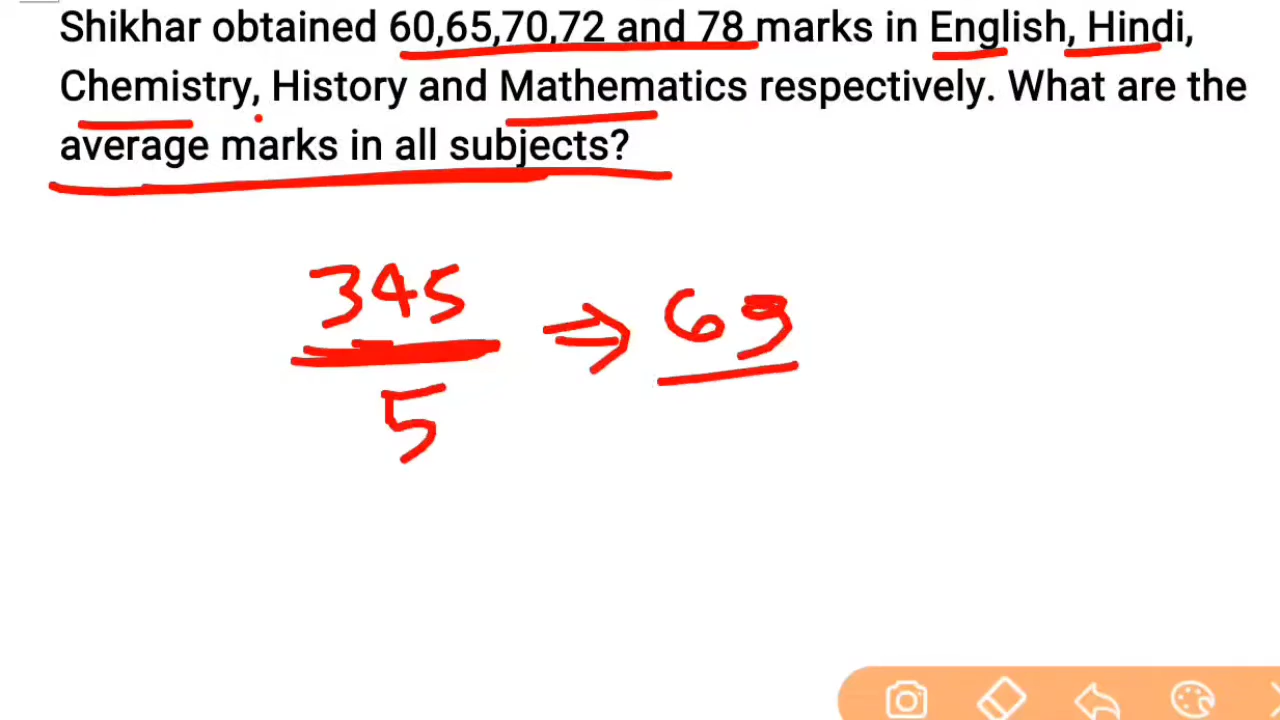 Shikhar obtained 60,65,70,72 and 78 marks in English, Hindi,
Chemistry, History and Mathematics respectively. What are the
average marks in all subjects?
345
⇒ 69
5